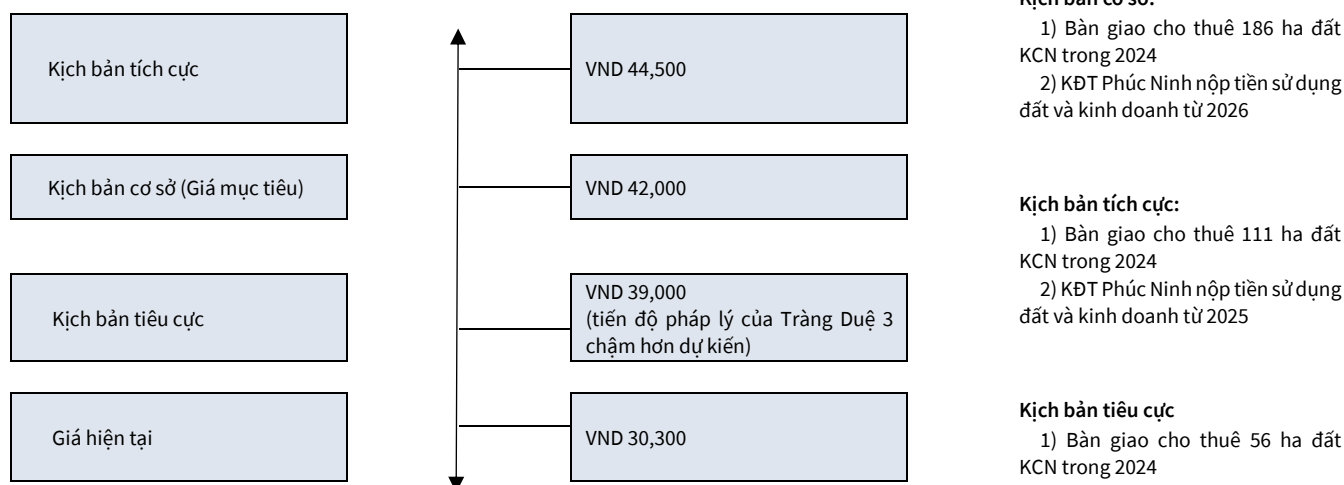 Kịch bản cơ sở:
1) Bàn giao cho thuê 186 ha đất
KCN trong 2024
2) KĐT Phúc Ninh nộp tiền sử dụng
đất và kinh doanh từ 2026
Kịch bản tích cực
VND 44,500
Kịch bản cơ sở (Giá mục tiêu)
VND 42,000
Kịch bản tích cực:
1) Bàn giao cho thuê 111 ha đất
KCN trong 2024
2) KĐT Phúc Ninh nộp tiền sử dụng
đất và kinh doanh từ 2025
Kịch bản tiêu cực
VND 39,000
(tiến độ pháp lý của Tràng Duệ 3
chậm hơn dự kiến)
Giá hiện tại
VND 30,300
Kịch bản tiêu cực
1) Bàn giao cho thuê 56 ha đất
KCN trong 2024